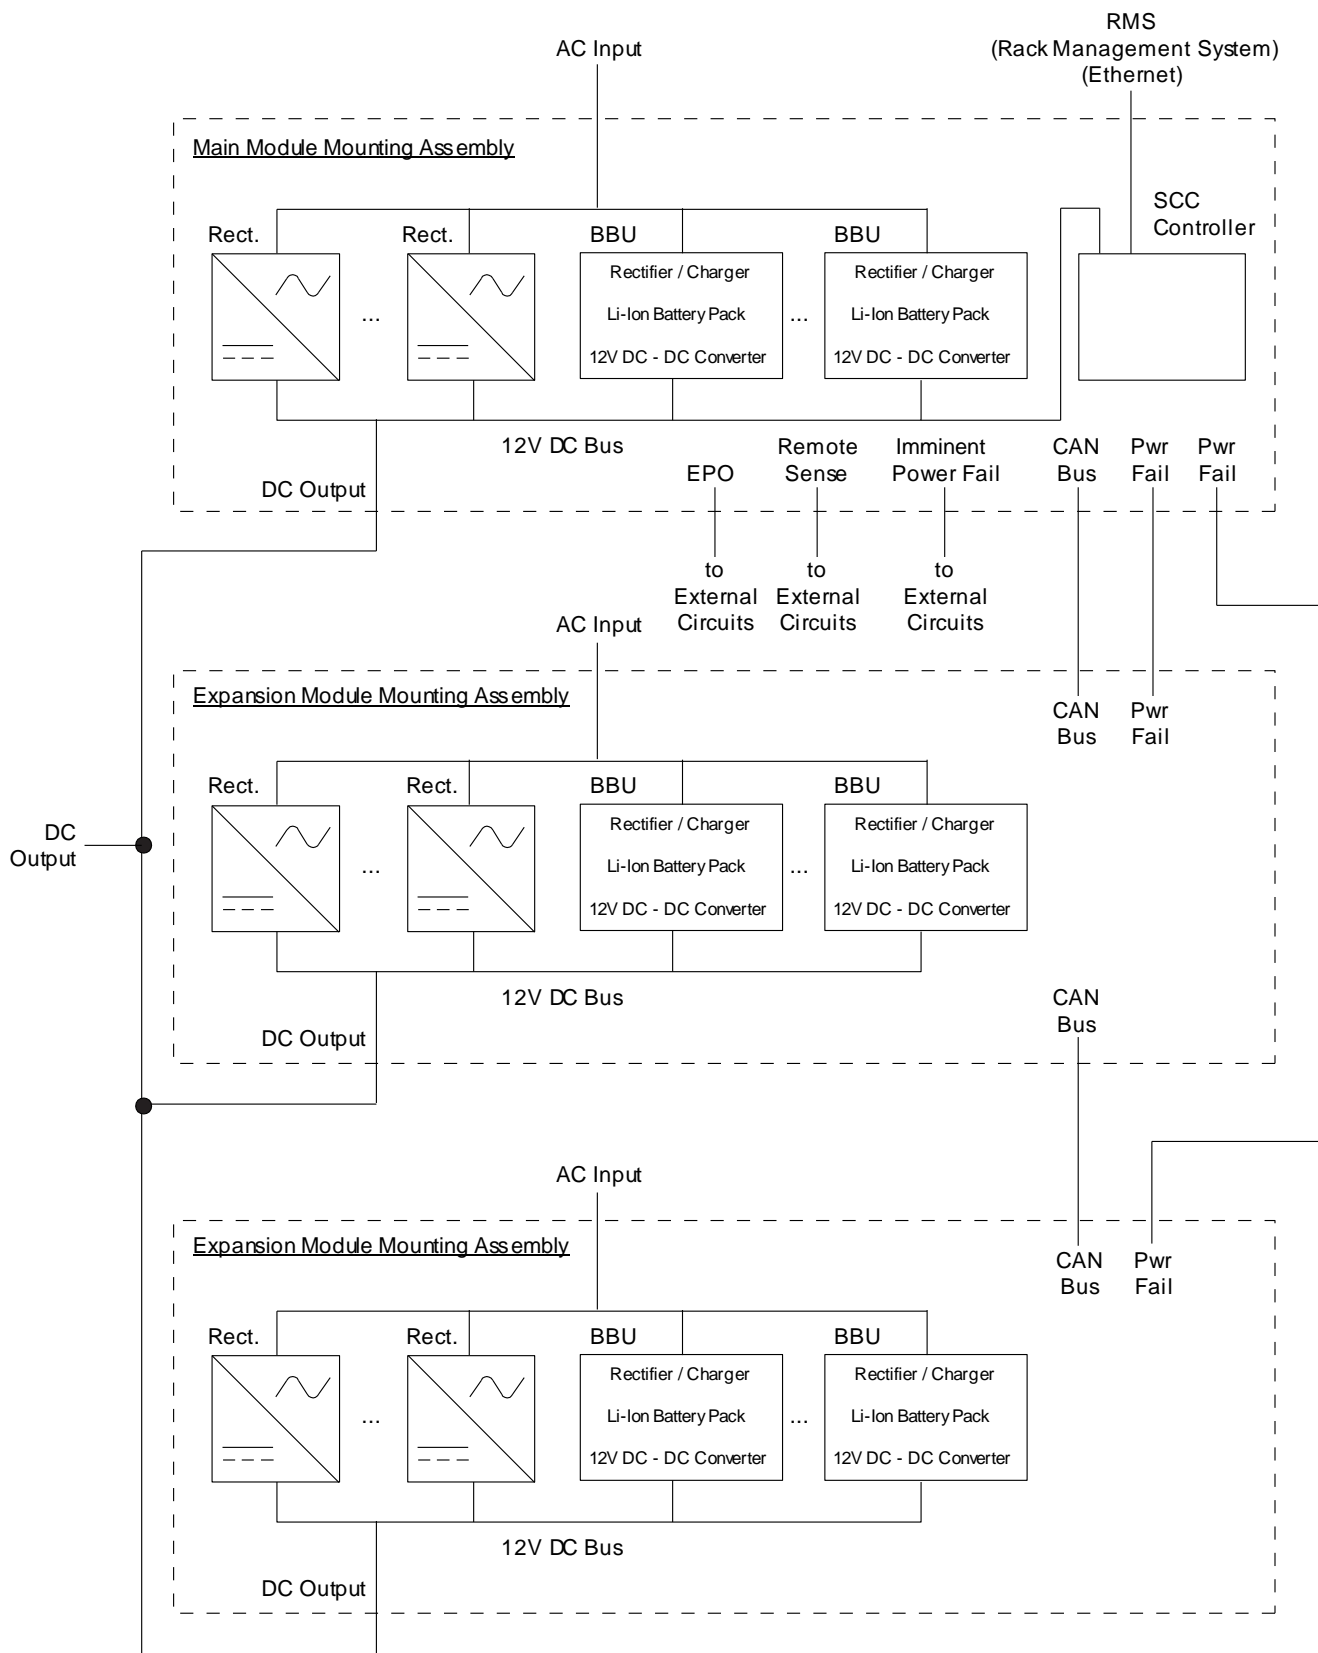 RMS
(Rack Management System)
(Ethernet)
AC Input
Main Module Mounting Assembly
SCC
Controller
Rect.
Rect.
BBU
BBU
Rectifier / Charger
Li-Ion Battery Pack
12V DC - DC Converter
Rectifier / Charger
Li-Ion Battery Pack
12V DC - DC Converter
...
...
12V DC Bus
DC Output
EPO
Remote
Sense
Imminent
Power Fail
CAN
Bus
Pwr
Fail
Pwr
Fail
to
External
Circuits
to
External
Circuits
to
External
Circuits
AC Input
Expansion Module Mounting Assembly
CAN
Bus
Pwr
Fail
Rect.
Rect.
BBU
BBU
Rectifier / Charger
Li-Ion Battery Pack
12V DC - DC Converter
Rectifier / Charger
Li-Ion Battery Pack
12V DC - DC Converter
...
...
DC
Output
12V DC Bus
DC Output
CAN
Bus
AC Input
Expansion Module Mounting Assembly
CAN
Bus
Pwr
Fail
Rect.
Rect.
BBU
BBU
Rectifier / Charger
Li-Ion Battery Pack
12V DC - DC Converter
Rectifier / Charger
Li-Ion Battery Pack
12V DC - DC Converter
...
...
12V DC Bus
DC Output